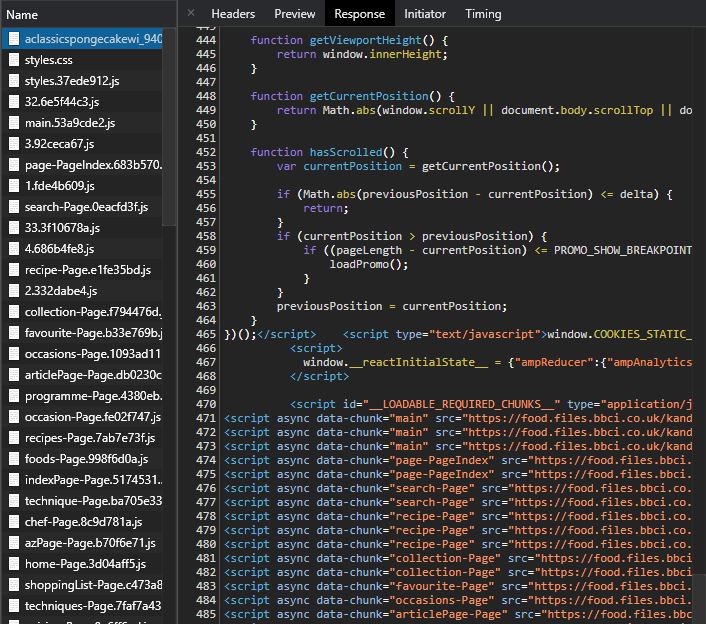 Name
aclassicspongecakewi_940
styles.css
styles.37ede912.js
32.6e5f44c3.js
main.53a9cde2.js
3.92ceca67.js
page-PageIndex.683b570.
1.fde4b609.js
search-Page.0eacfd3f.js
33.3f10678a.js
4.686b4fe8.js
recipe-Page.e1fe35bd.js
2.332dabe4.js
collection-Page.f794476d.
favourite-Page.b33e769b.j
occasions-Page.1093ad11
articlePage-Page.db0230c
programme-Page.4380eb.
occasion-Page.fe02f747.js
recipes-Page.7ab7e73f.js
foods-Page.998f6d0a.js
indexPage-Page.5174531.
technique-Page.ba705e33
chef-Page.8c9d781a.js
azPage-Page.b70f6e71.js
home-Page.3d04aff5.js
shoppingList-Page.c473a8
techniques-Page.7faf7a43
× Headers Preview Response Initiator Timing
443
444 function getViewportHeight() {
445 return window.innerHeight;
446 }
447
448 function getCurrentPosition() {
449 return Math.abs(window.scrollY || document.body.scrollTop || do
450 }
451
452 function hasScrolled() {
453 var currentPosition = getCurrentPosition();
454
455 if (Math.abs(previousPosition - currentPosition) <= delta) {
456 return;
457 }
458 if (currentPosition > previousPosition) {
459 if ((pageLength - currentPosition) <= PROMO_SHOW_BREAKPOINT
460 loadPromo();
461 }
462 }
463 previousPosition = currentPosition;
464 }
465 })();</script> <script type="text/javascript">window.COOKIES_STATIC_
466 <script>
467 window.__reactInitialState__ = {"ampReducer":{"ampAnalytics
468 </script>
469
470 <script id="__LOADABLE_REQUIRED_CHUNKS__" type="application/j
471 <script async data-chunk="main" src="https://food.files.bbci.co.uk/kand
472 <script async data-chunk="main" src="https://food.files.bbci.co.uk/kand
473 <script async data-chunk="main" src="https://food.files.bbci.co.uk/kand
474 <script async data-chunk="page-PageIndex" src="https://food.files.bbci.
475 <script async data-chunk="page-PageIndex" src="https://food.files.bbci.
476 <script async data-chunk="search-Page" src="https://food.files.bbci.co.
477 <script async data-chunk="search-Page" src="https://food.files.bbci.co.
478 <script async data-chunk="recipe-Page" src="https://food.files.bbci.co.
479 <script async data-chunk="recipe-Page" src="https://food.files.bbci.co.
480 <script async data-chunk="recipe-Page" src="https://food.files.bbci.co.
481 <script async data-chunk="collection-Page" src="https://food.files.bbci
482 <script async data-chunk="collection-Page" src="https://food.files.bbci
483 <script async data-chunk="favourite-Page" src="https://food.files.bbci.
484 <script async data-chunk="occasions-Page" src="https://food.files.bbci.
485 <script async data-chunk="articlePage-Page" src="https://food.files.bbc